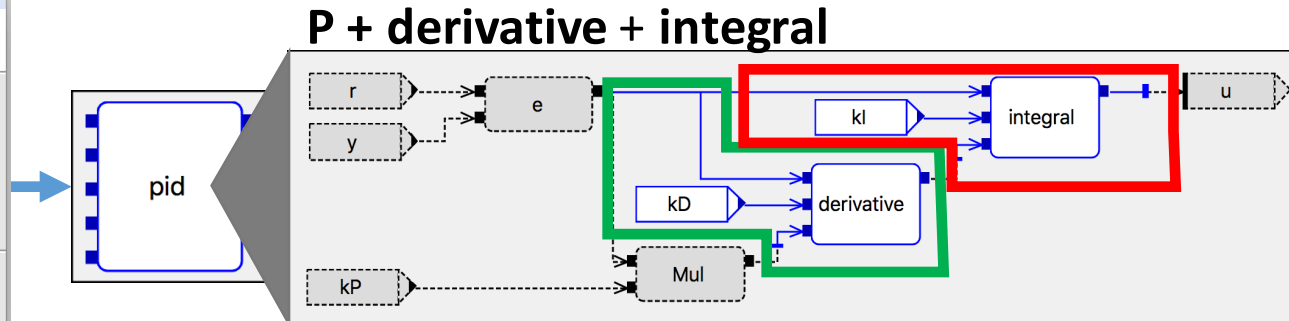 P + derivative + integral
r
y
e
kI
integral
u
pid
kD
derivative
kP
Mul